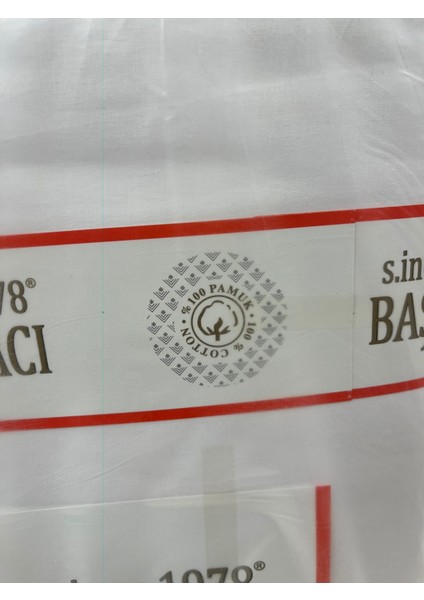 78®
ACI
% 100 PAMUK • 100 % COTTON •
s.in
BAŞ
1978®